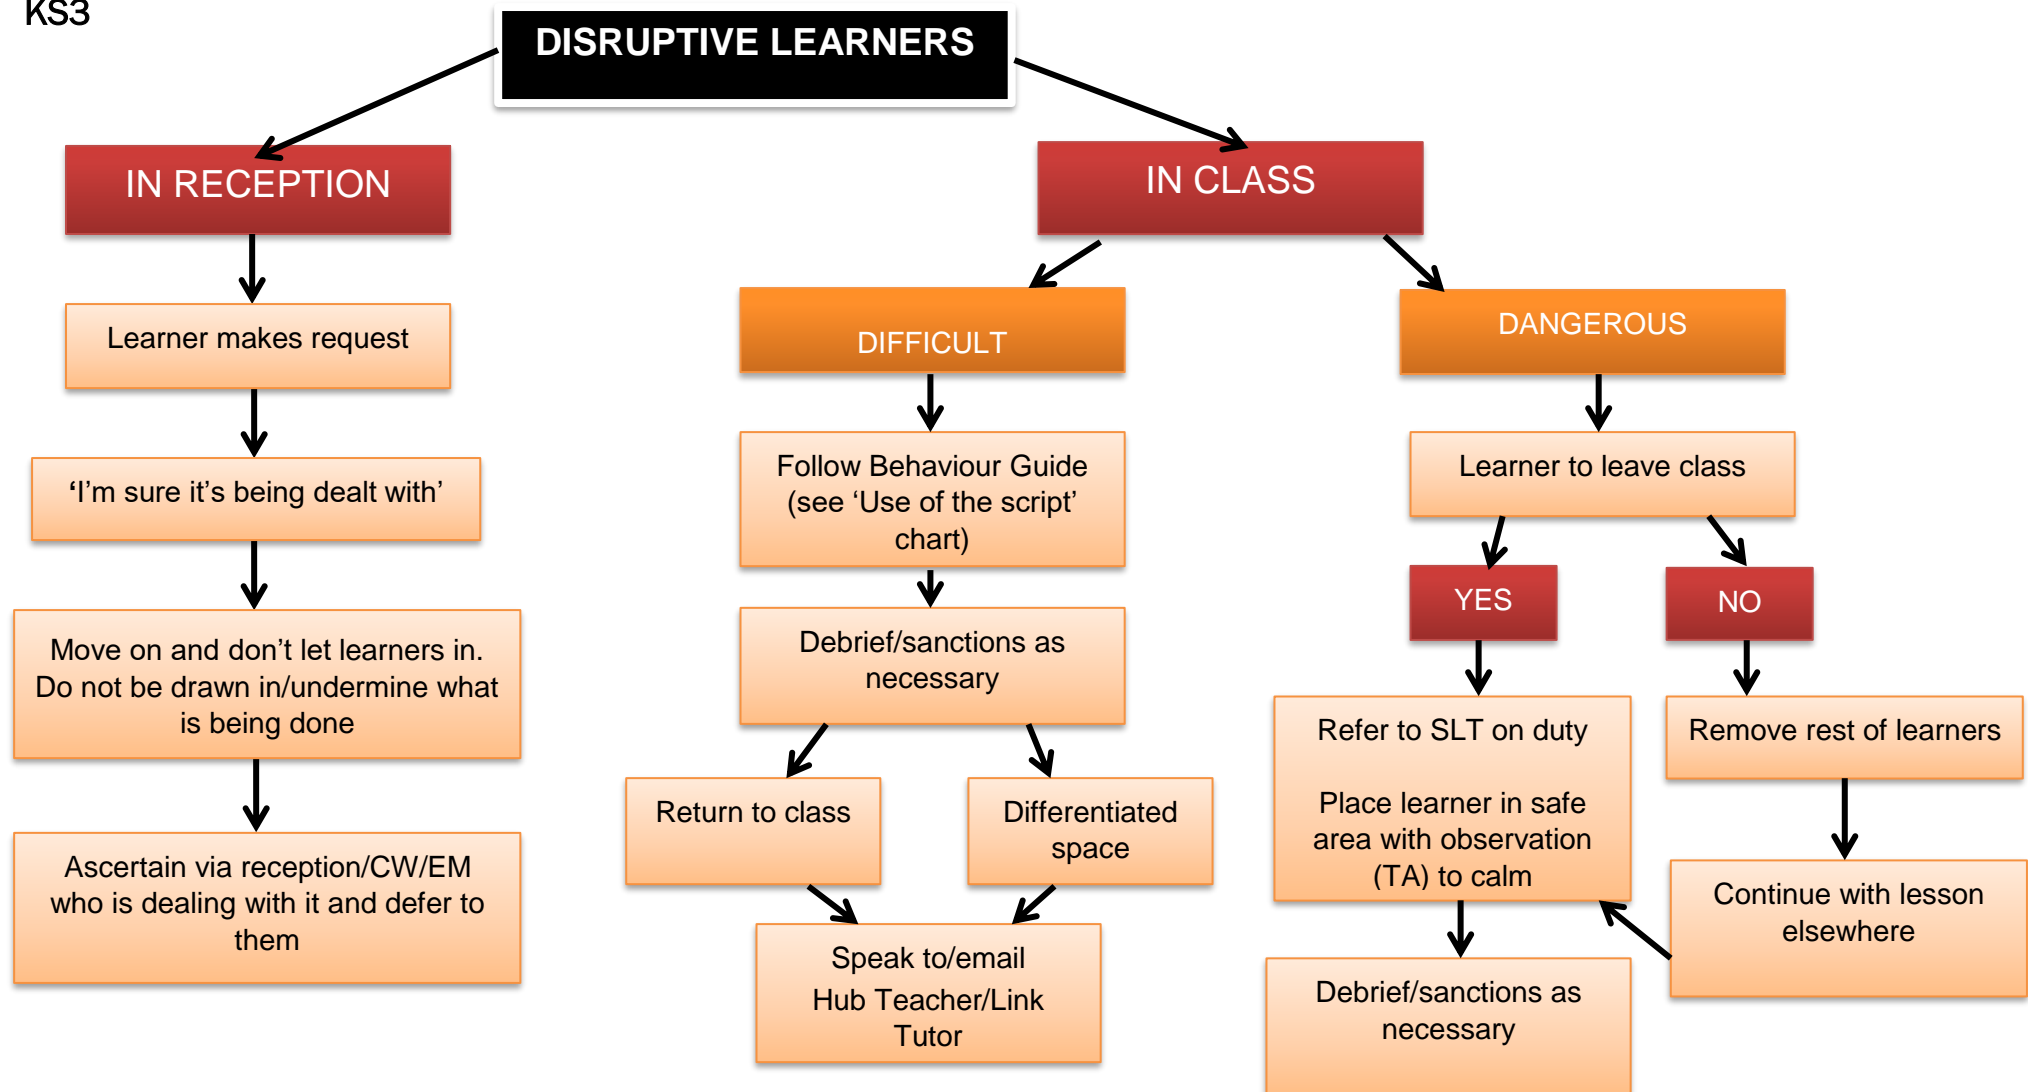 KS3
DISRUPTIVE LEARNERS
IN RECEPTION
Learner makes request
‘I’m sure it’s being dealt with’
Move on and don’t let learners in.
Do not be drawn in/undermine what
is being done
Ascertain via reception/CW/EM
who is dealing with it and defer to
them
IN CLASS
DIFFICULT
Follow Behaviour Guide
(see ‘Use of the script’
chart)
Debrief/sanctions as
necessary
Return to class
Differentiated
space
Speak to/email
Hub Teacher/Link
Tutor
DANGEROUS
Learner to leave class
YES
Refer to SLT on duty
Place learner in safe
area with observation
(TA) to calm
Debrief/sanctions as
necessary
NO
Remove rest of learners
Continue with lesson
elsewhere